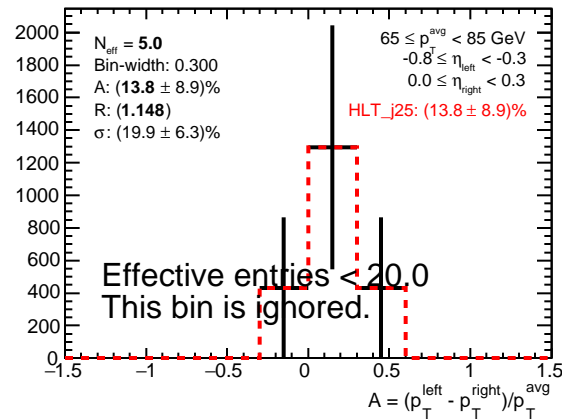 N_eff = 5.0
Bin-width: 0.300
A: (13.8 ± 8.9)%
R: (1.148)
σ: (19.9 ± 6.3)%
65 ≤ p_T^avg < 85 GeV
-0.8 ≤ η_left < -0.3
0.0 ≤ η_right < 0.3
HLT_j25: (13.8 ± 8.9)%
Effective entries < 20.0
This bin is ignored.
2000
1800
1600
1400
1200
1000
800
600
400
200
0
−1.5 −1 −0.5 0 0.5 1 1.5
A = (p_T^left - p_T^right)/p_T^avg